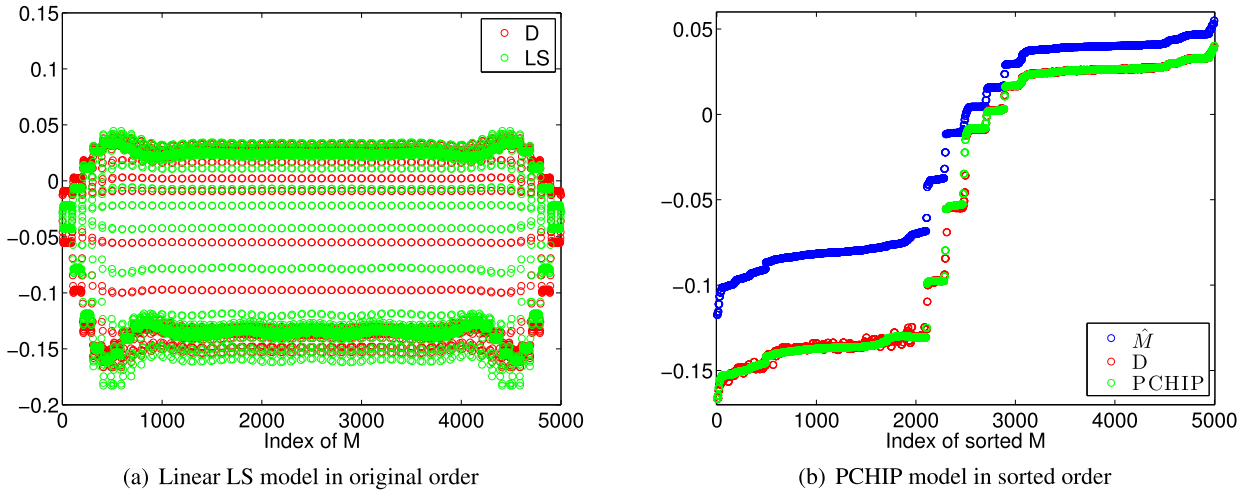 0.15
0.1
0.05
0
−0.05
−0.1
−0.15
−0.2
0 1000 2000 3000 4000 5000
Index of M
D
LS
(a) Linear LS model in original order
0.05
0
−0.05
−0.1
−0.15
0 1000 2000 3000 4000 5000
Index of sorted M
M̂
D
PCHIP
(b) PCHIP model in sorted order